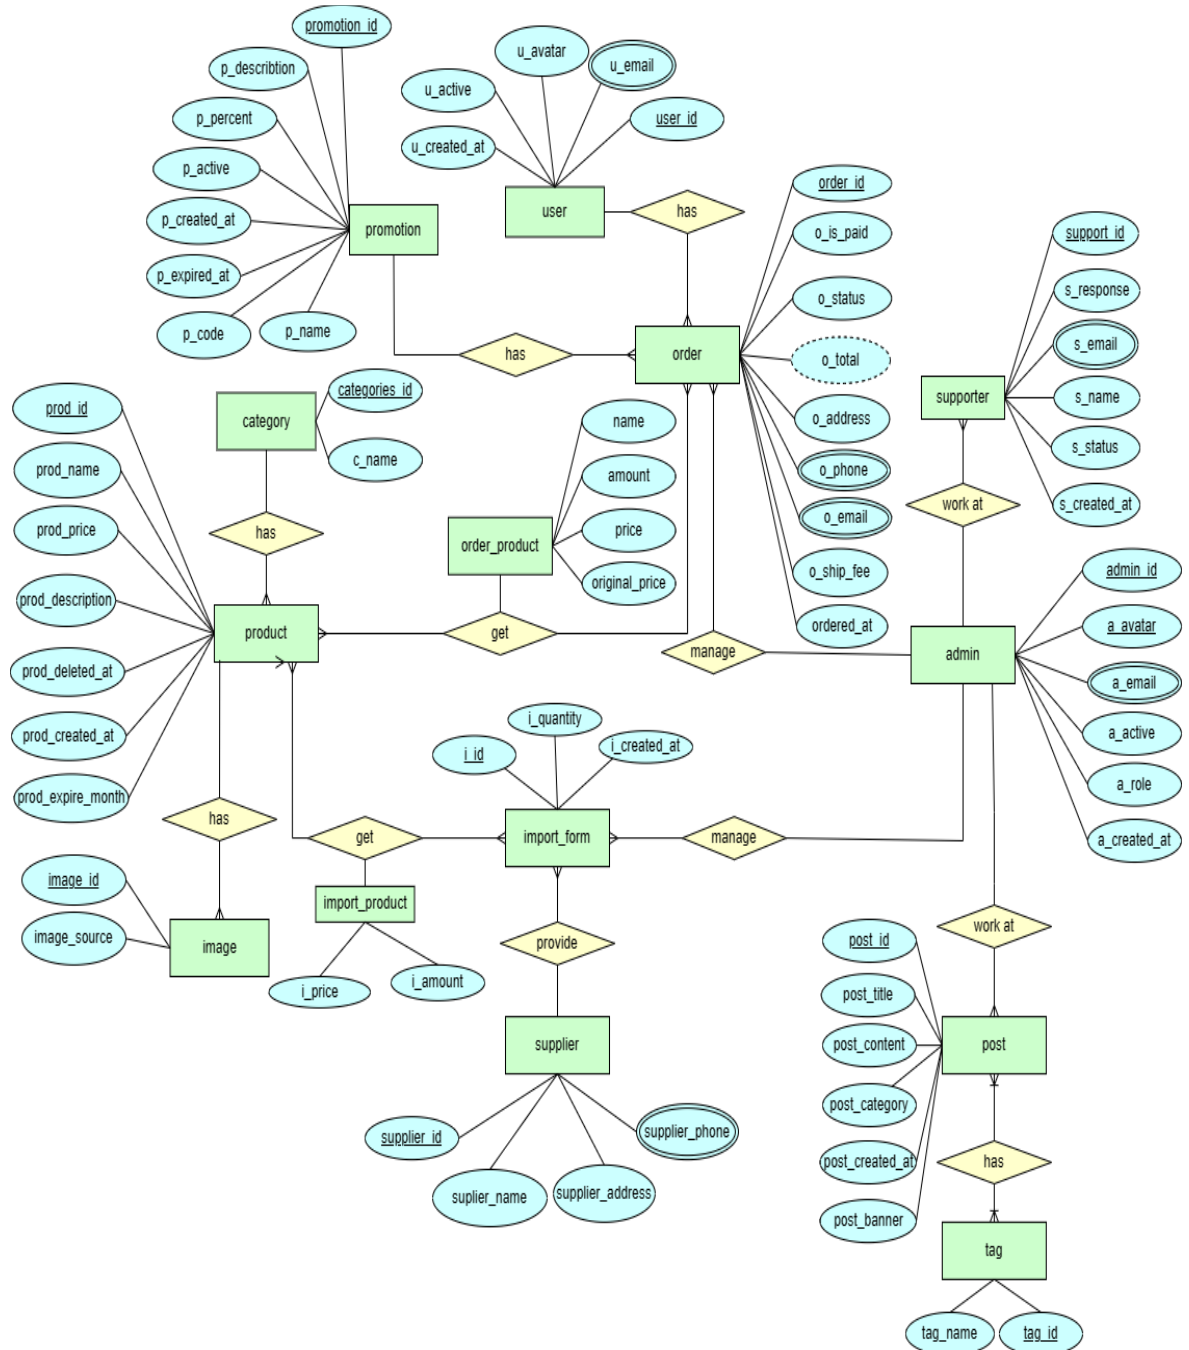 promotion_id
p_describtion
p_percent
p_active
p_created_at
p_expired_at
p_code
p_name
promotion
u_avatar
u_email
u_active
user_id
u_created_at
user
has
order_id
o_is_paid
o_status
o_total
o_address
o_phone
o_email
o_ship_fee
ordered_at
order
has
support_id
s_response
s_email
s_name
s_status
s_created_at
supporter
work at
categories_id
c_name
category
has
prod_id
prod_name
prod_price
prod_description
prod_deleted_at
prod_created_at
prod_expire_month
product
name
amount
price
original_price
order_product
get
manage
admin
admin_id
a_avatar
a_email
a_active
a_role
a_created_at
i_quantity
i_id
i_created_at
import_form
manage
get
import_product
i_price
i_amount
has
image_id
image_source
image
provide
supplier
supplier_id
suplier_name
supplier_address
supplier_phone
work at
post_id
post_title
post_content
post_category
post_created_at
post_banner
post
has
tag
tag_name
tag_id